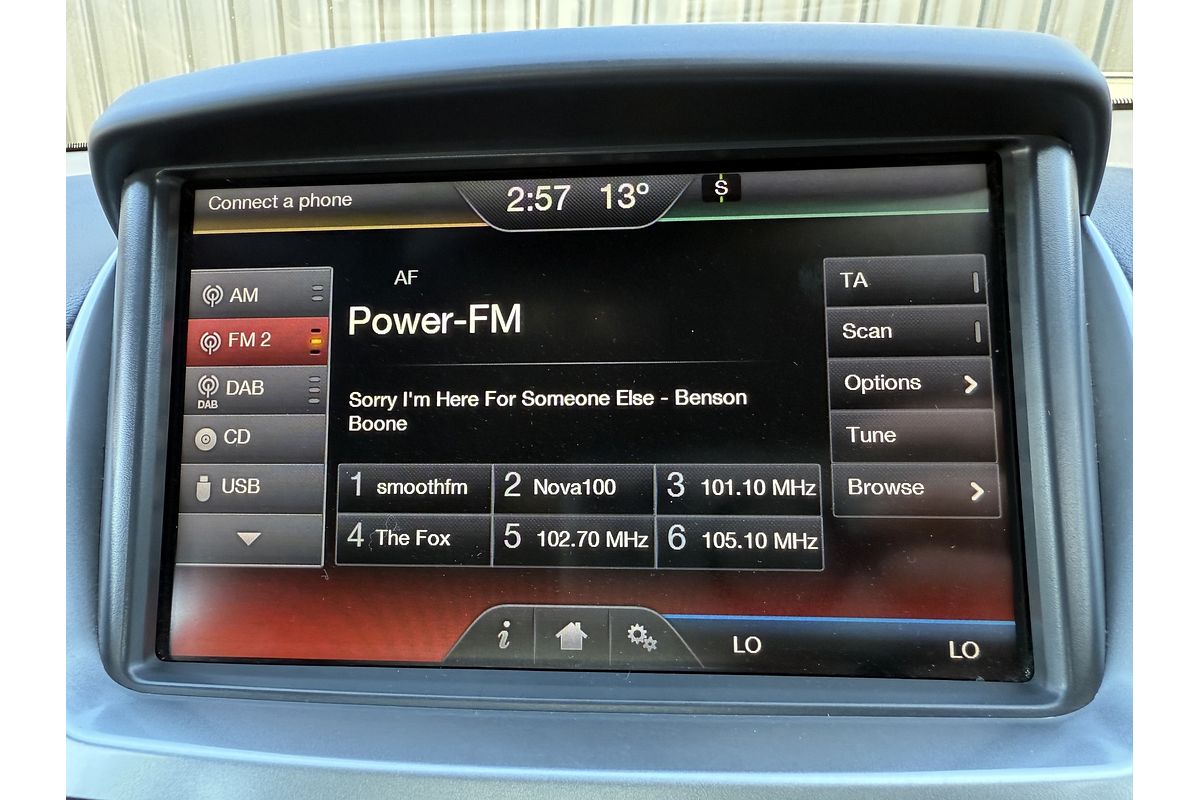 Connect a phone
2:57 13°
S
AM
FM 2
DAB
DAB
CD
USB
AF
Power-FM
Sorry I'm Here For Someone Else - Benson
Boone
1 smoothfm
2 Nova100
3 101.10 MHz
4 The Fox
5 102.70 MHz
6 105.10 MHz
TA
Scan
Options
Tune
Browse
i
LO
LO